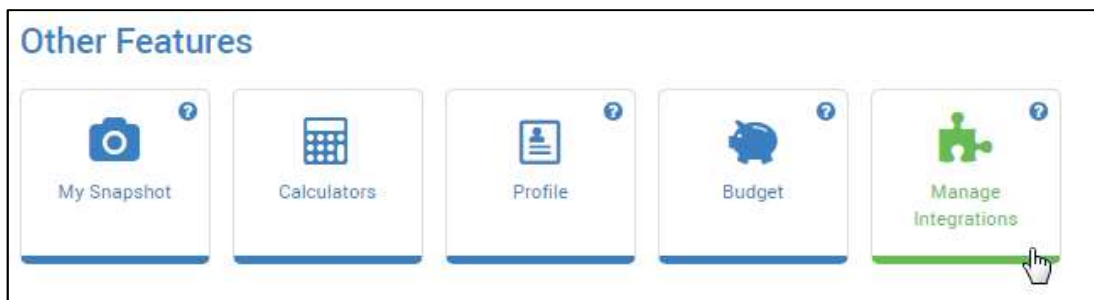 Other Features
?
?
?
?
My Snapshot
Calculators
Profile
Budget
Manage
Integrations